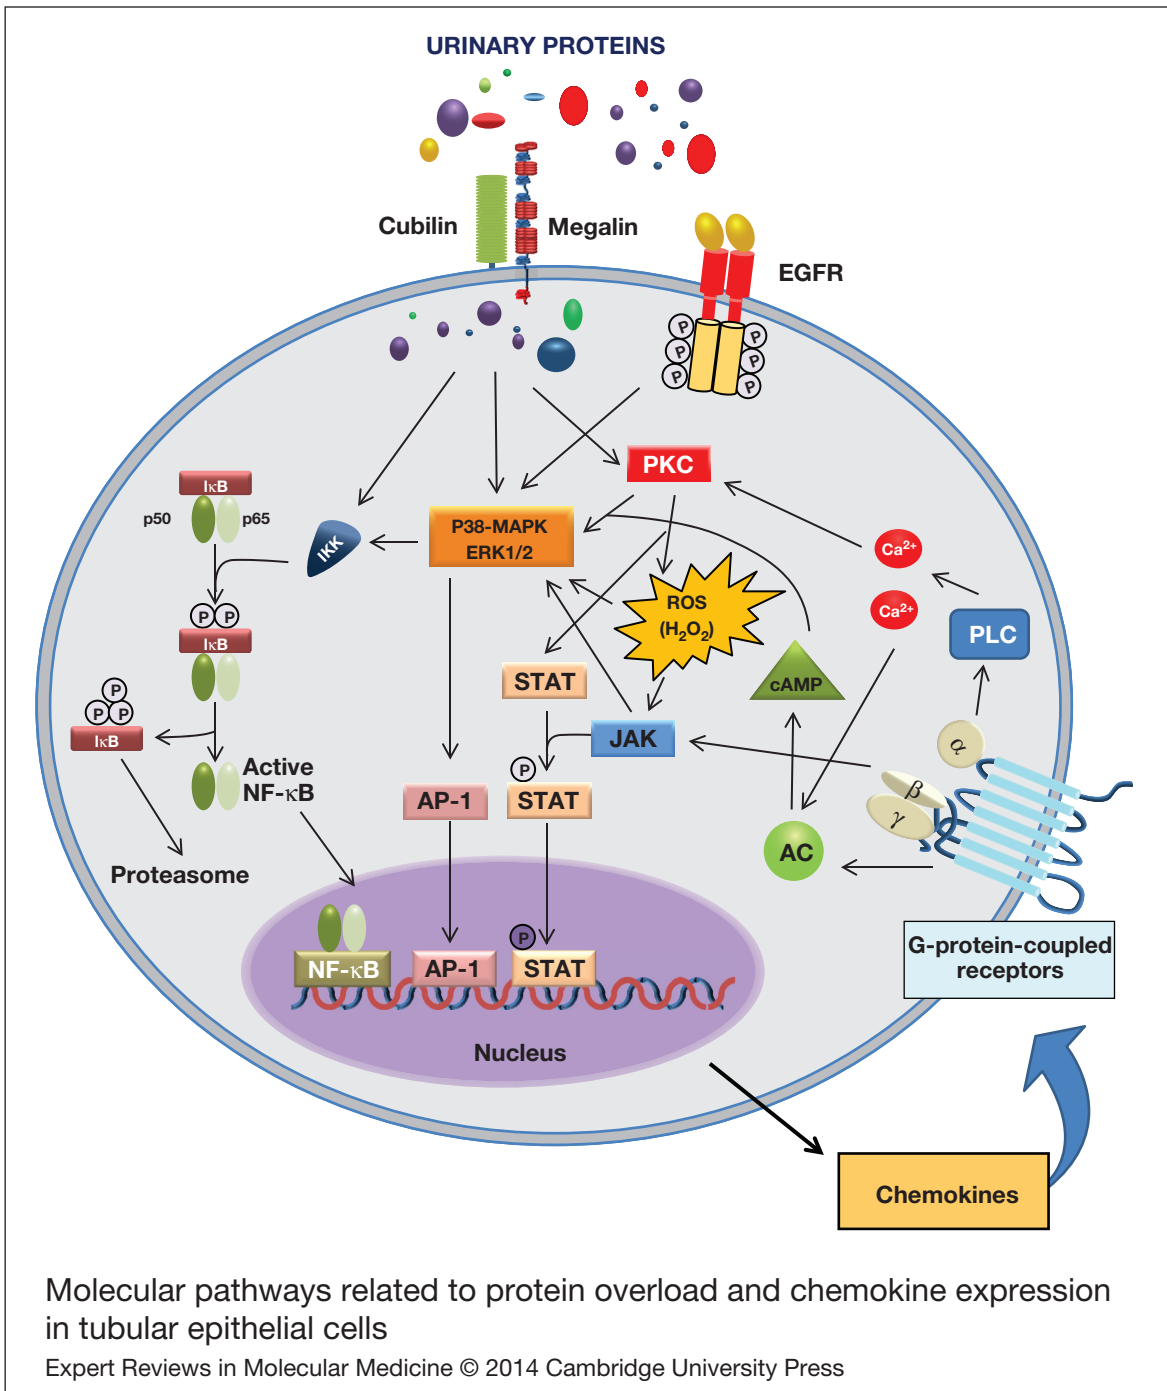 URINARY PROTEINS
Cubilin
Megalin
EGFR
P
P
P
P
P
P
PKC
IκB
p50
p65
IKK
P38-MAPK
ERK1/2
Ca2+
Ca2+
ROS
(H2O2)
PLC
P P
IκB
STAT
cAMP
P
P P
IκB
JAK
α
β
γ
Active
NF-κB
P
STAT
AP-1
AC
Proteasome
P
NF-κB
AP-1
STAT
G-protein-coupled
receptors
Nucleus
Chemokines
Molecular pathways related to protein overload and chemokine expression
in tubular epithelial cells
Expert Reviews in Molecular Medicine © 2014 Cambridge University Press